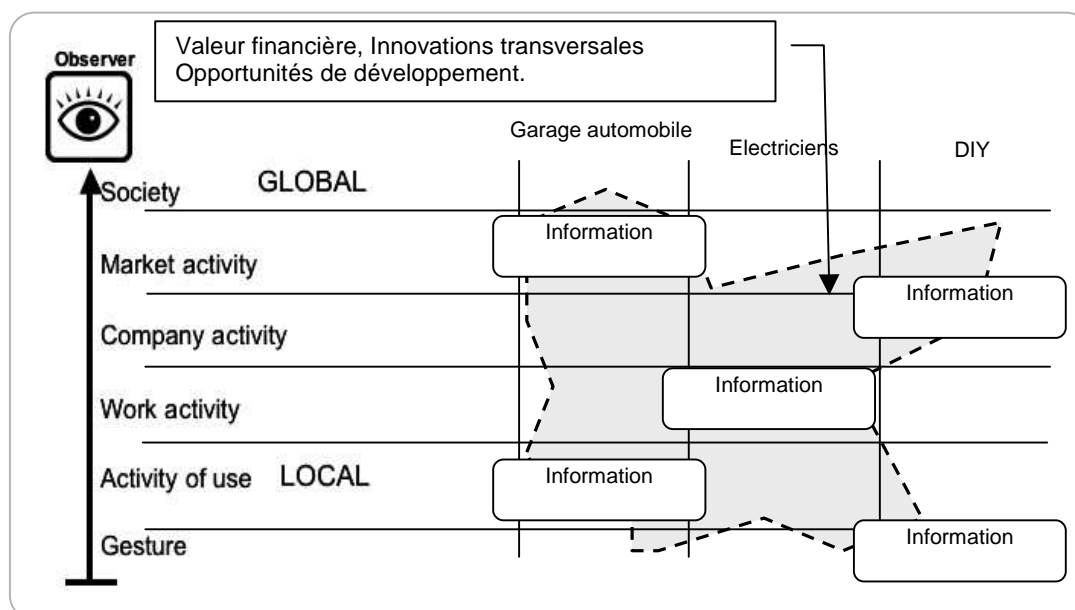 Valeur financière, Innovations transversales
Opportunités de développement.
Observer
Garage automobile
Electriciens
DIY
Society
GLOBAL
Information
Market activity
Information
Company activity
Information
Work activity
Information
Activity of use
LOCAL
Information
Gesture